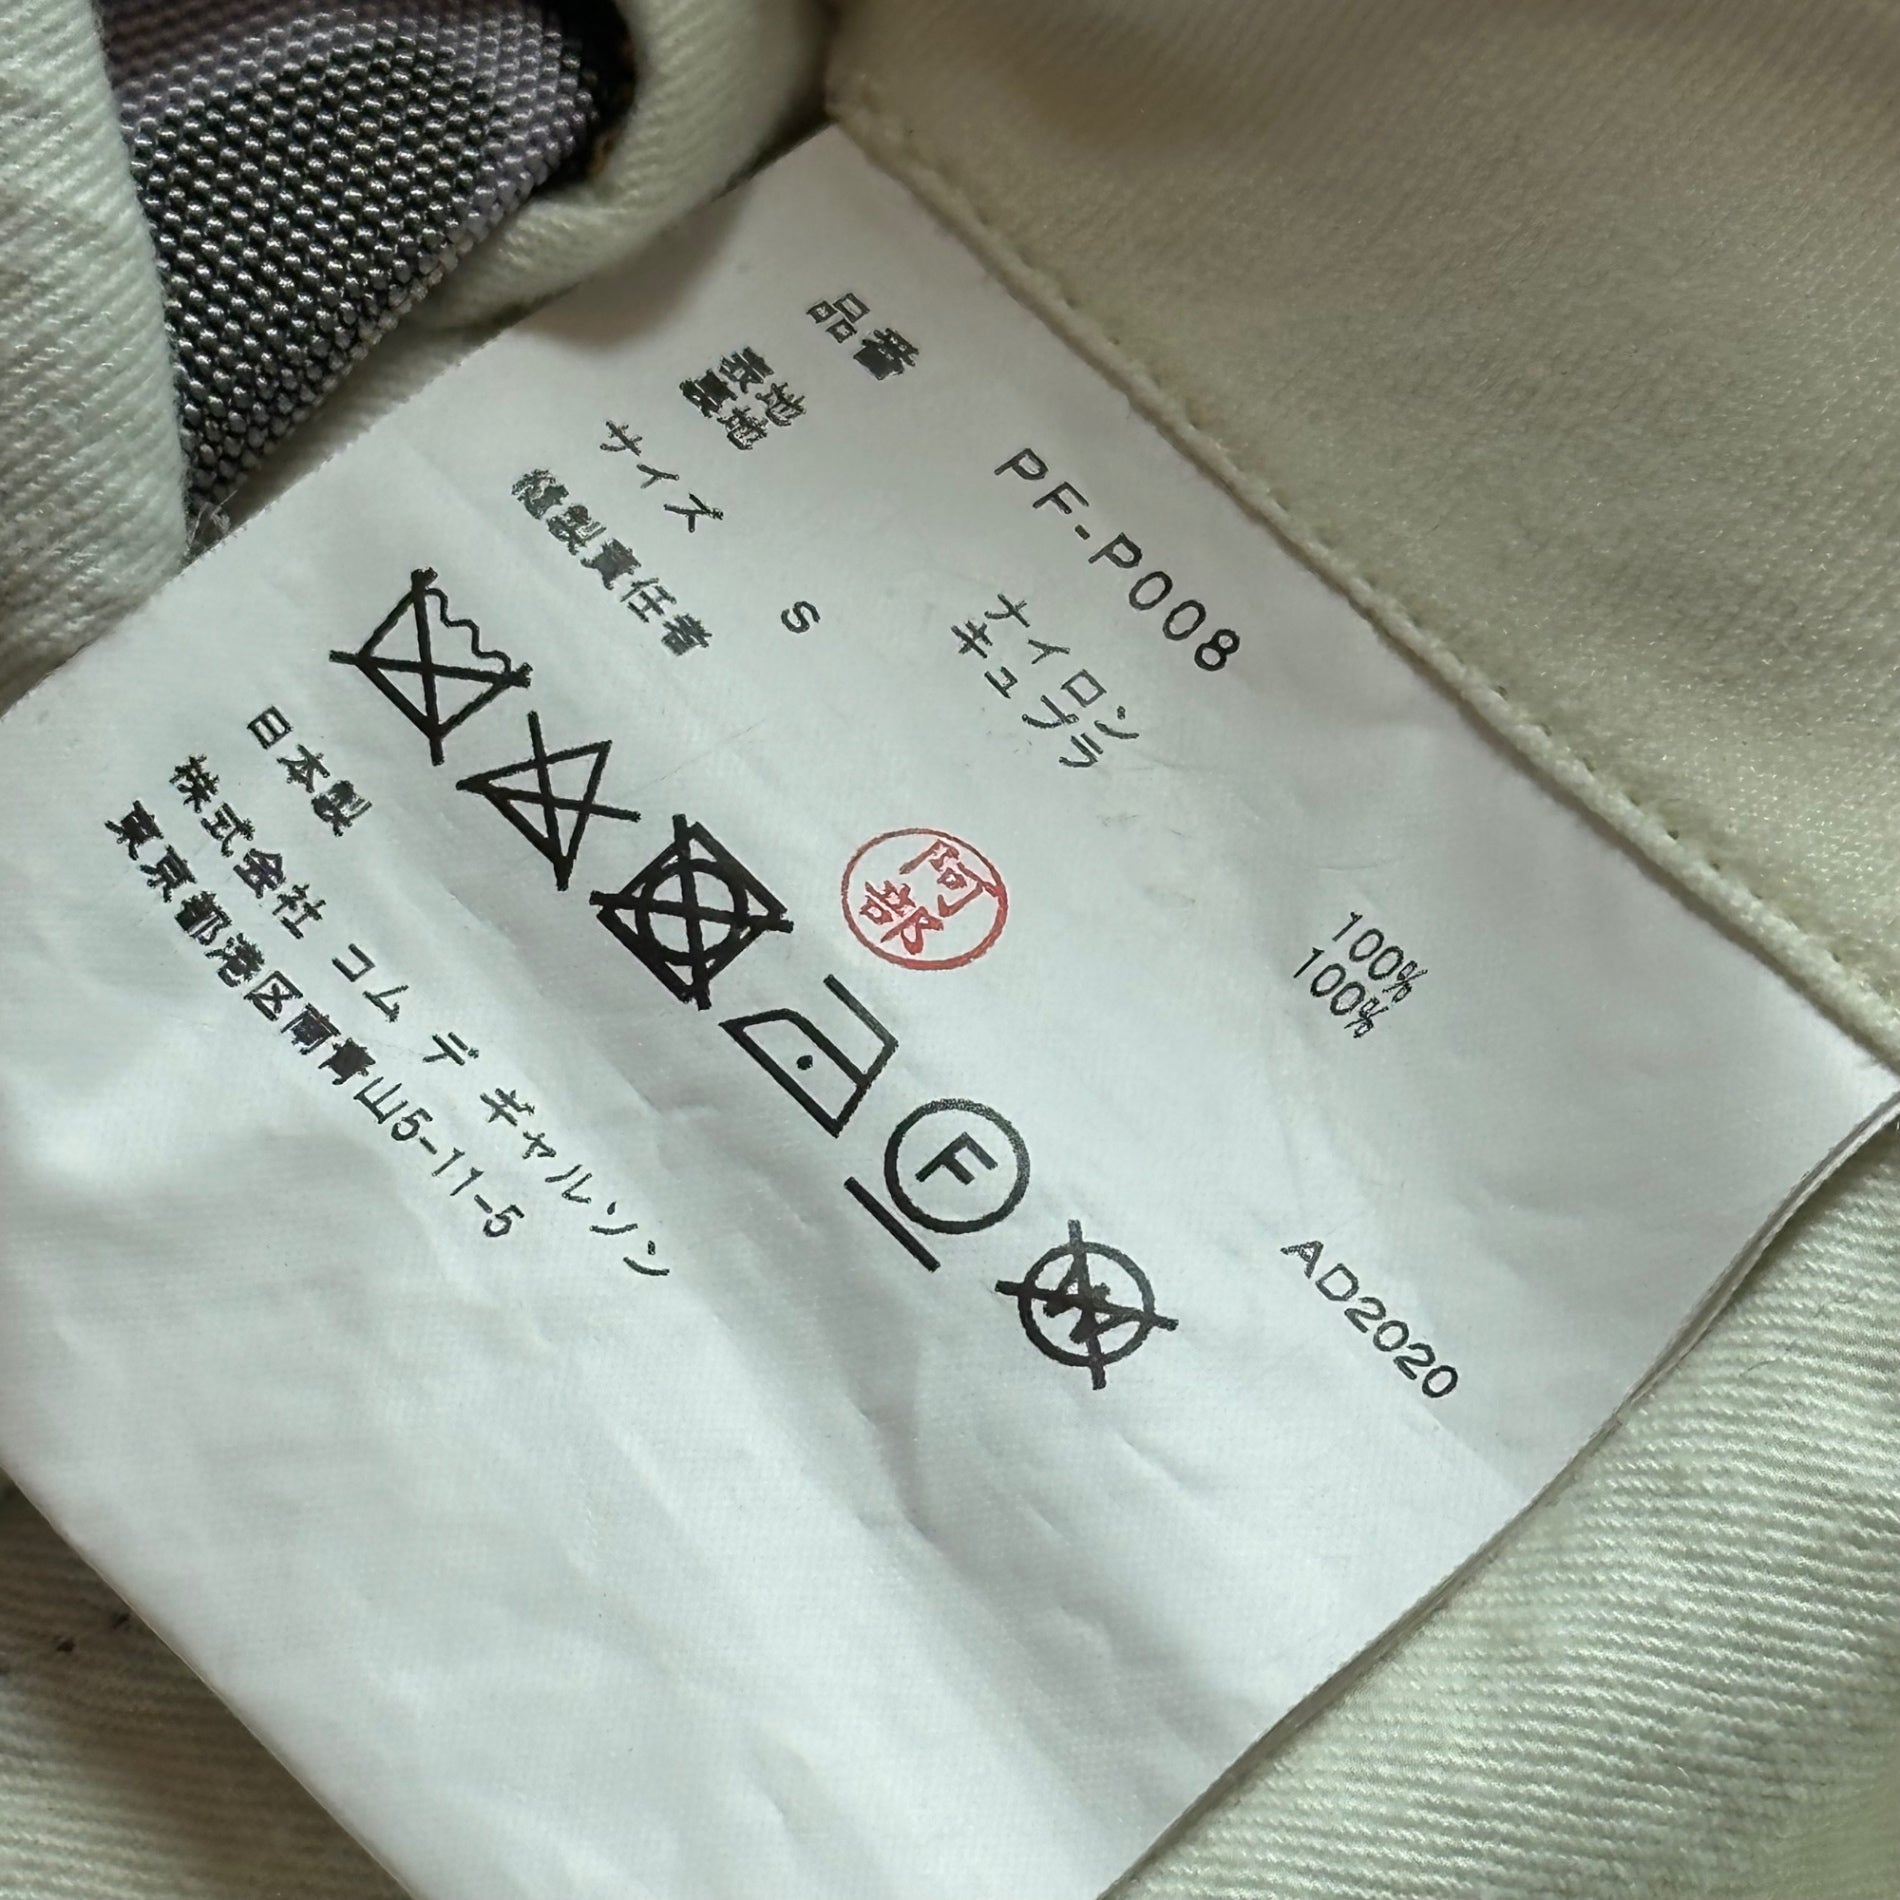 品番 PF-P008
表地 ナイロン 100%
裏地 キュプラ 100%
サイズ S
縫製責任者 阿部
AD2020
F
W
日本製
株式会社 コム デ ギャルソン
東京都港区南青山5-11-5